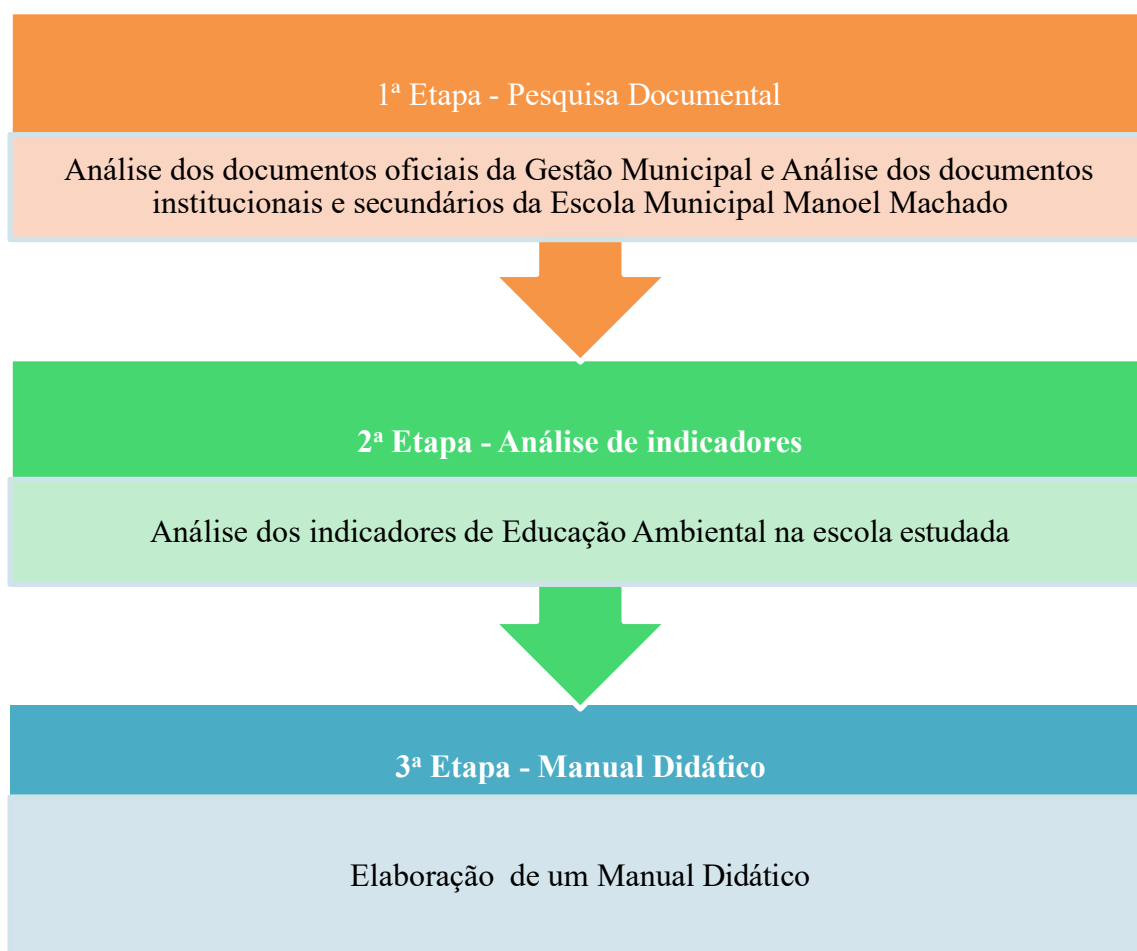 1ª Etapa - Pesquisa Documental
Análise dos documentos oficiais da Gestão Municipal e Análise dos documentos
institucionais e secundários da Escola Municipal Manoel Machado
2ª Etapa - Análise de indicadores
Análise dos indicadores de Educação Ambiental na escola estudada
3ª Etapa - Manual Didático
Elaboração de um Manual Didático